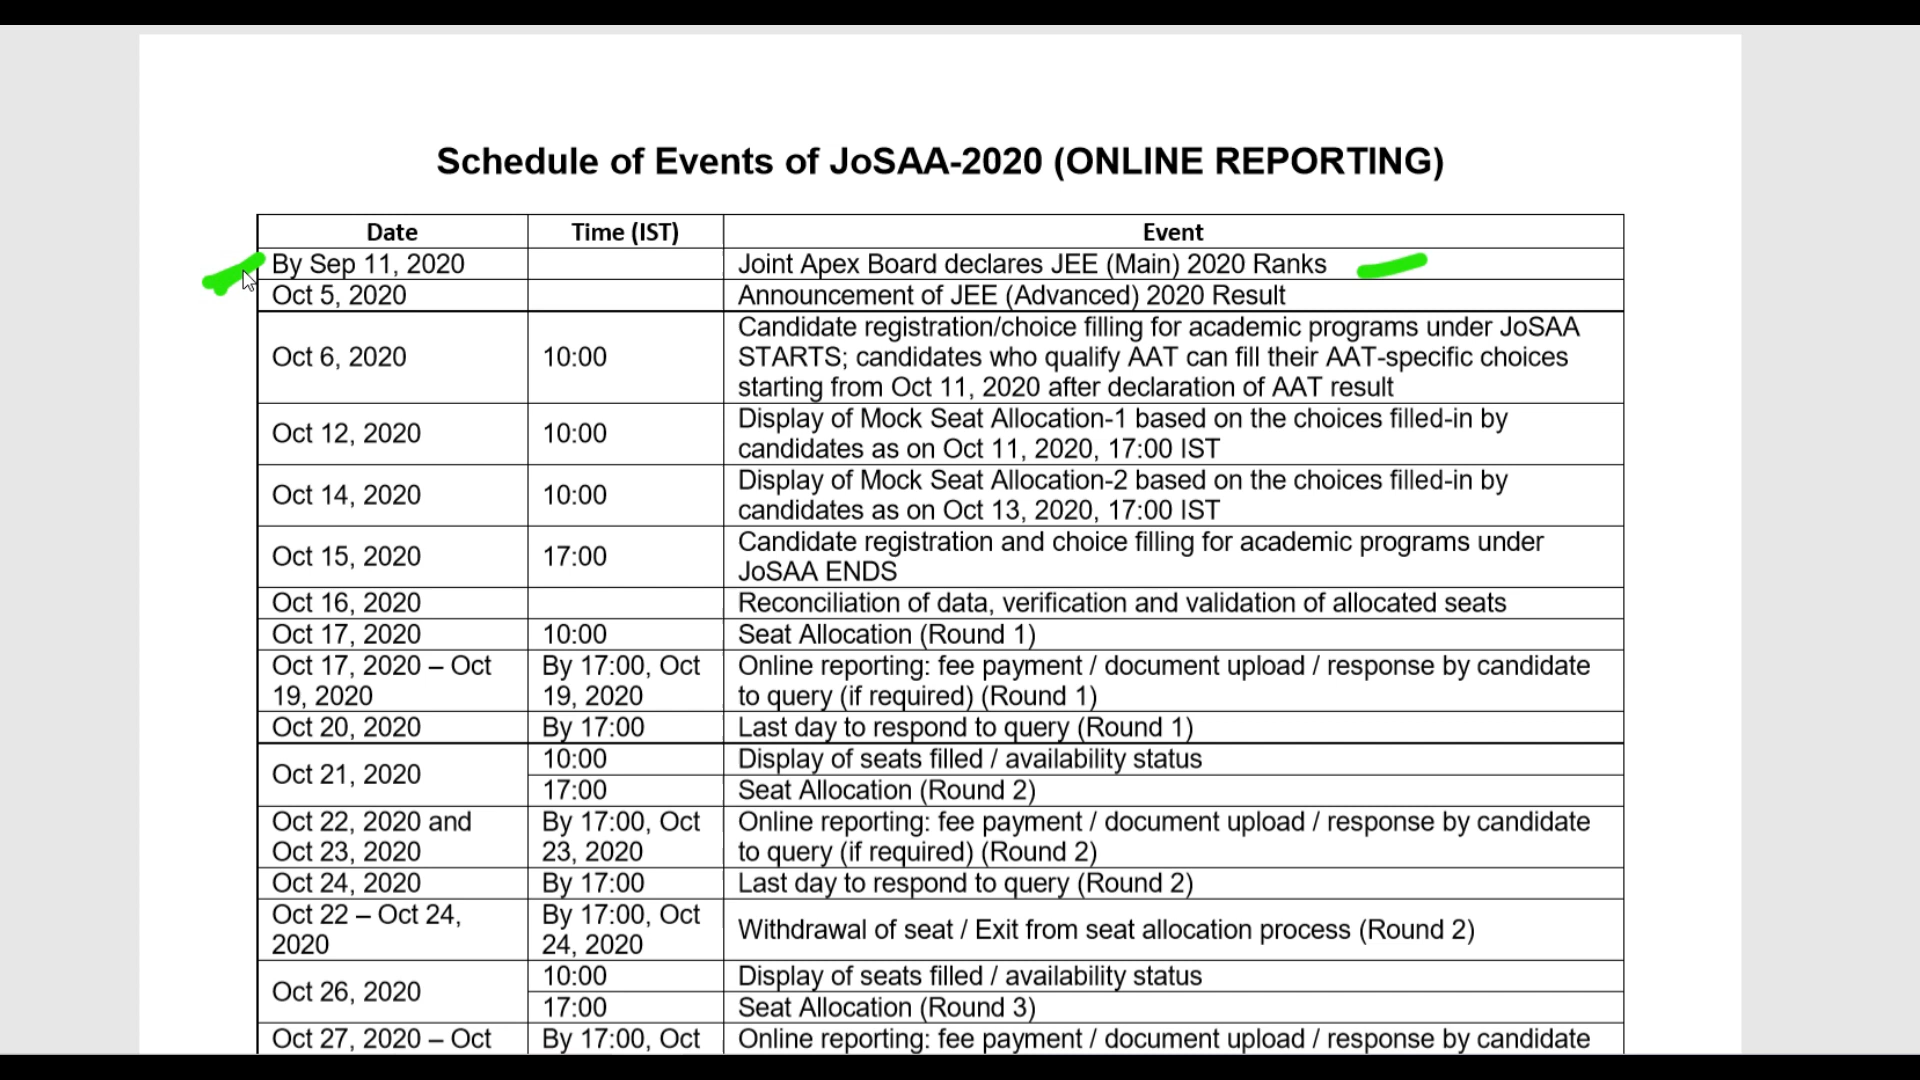 Schedule of Events of JoSAA-2020 (ONLINE REPORTING)
Date Time (IST) Event
By Sep 11, 2020 Joint Apex Board declares JEE (Main) 2020 Ranks
Oct 5, 2020 Announcement of JEE (Advanced) 2020 Result
Oct 6, 2020 10:00 Candidate registration/choice filling for academic programs under JoSAA
STARTS; candidates who qualify AAT can fill their AAT-specific choices
starting from Oct 11, 2020 after declaration of AAT result
Oct 12, 2020 10:00 Display of Mock Seat Allocation-1 based on the choices filled-in by
candidates as on Oct 11, 2020, 17:00 IST
Oct 14, 2020 10:00 Display of Mock Seat Allocation-2 based on the choices filled-in by
candidates as on Oct 13, 2020, 17:00 IST
Oct 15, 2020 17:00 Candidate registration and choice filling for academic programs under
JoSAA ENDS
Oct 16, 2020 Reconciliation of data, verification and validation of allocated seats
Oct 17, 2020 10:00 Seat Allocation (Round 1)
Oct 17, 2020 – Oct By 17:00, Oct Online reporting: fee payment / document upload / response by candidate
19, 2020 19, 2020 to query (if required) (Round 1)
Oct 20, 2020 By 17:00 Last day to respond to query (Round 1)
Oct 21, 2020 10:00 Display of seats filled / availability status
17:00 Seat Allocation (Round 2)
Oct 22, 2020 and By 17:00, Oct Online reporting: fee payment / document upload / response by candidate
Oct 23, 2020 23, 2020 to query (if required) (Round 2)
Oct 24, 2020 By 17:00 Last day to respond to query (Round 2)
Oct 22 – Oct 24, By 17:00, Oct Withdrawal of seat / Exit from seat allocation process (Round 2)
2020 24, 2020
Oct 26, 2020 10:00 Display of seats filled / availability status
17:00 Seat Allocation (Round 3)
Oct 27, 2020 – Oct By 17:00, Oct Online reporting: fee payment / document upload / response by candidate